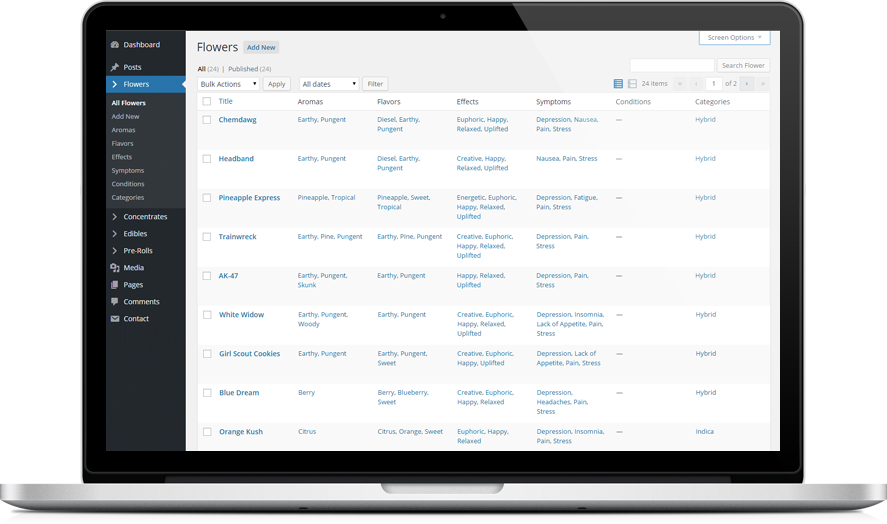 Dashboard
Posts
Flowers
All Flowers
Add New
Aromas
Flavors
Effects
Symptoms
Conditions
Categories
Concentrates
Edibles
Pre-Rolls
Media
Pages
Comments
Contact
Screen Options
Flowers Add New
All (24) | Published (24)
Search Flower
Bulk Actions Apply All dates Filter 24 items « ‹ 1 of 2 › »
Title Aromas Flavors Effects Symptoms Conditions Categories
Chemdawg Earthy, Pungent Diesel, Earthy, Euphoric, Happy, Depression, Nausea, — Hybrid
Pungent Relaxed, Uplifted Pain, Stress
Headband Earthy, Pungent Diesel, Earthy, Creative, Happy, Nausea, Pain, Stress — Hybrid
Pungent Relaxed, Uplifted
Pineapple Express Pineapple, Tropical Pineapple, Sweet, Energetic, Euphoric, Depression, Fatigue, — Hybrid
Tropical Happy, Relaxed, Pain, Stress
Uplifted
Trainwreck Earthy, Pine, Pungent Earthy, Pine, Pungent Creative, Euphoric, Depression, Pain, — Hybrid
Happy, Relaxed, Stress
Uplifted
AK-47 Earthy, Pungent, Earthy, Pungent Happy, Relaxed, Depression, Pain, — Hybrid
Skunk Uplifted Stress
White Widow Earthy, Pungent, Earthy, Pungent Creative, Euphoric, Depression, Insomnia, — Hybrid
Woody Happy, Relaxed, Lack of Appetite, Pain,
Uplifted Stress
Girl Scout Cookies Earthy, Pungent Earthy, Pungent, Creative, Euphoric, Depression, Lack of — Hybrid
Sweet Happy, Uplifted Appetite, Pain, Stress
Blue Dream Berry Berry, Blueberry, Creative, Euphoric, Depression, — Hybrid
Sweet Happy, Relaxed Headaches, Pain,
Stress
Orange Kush Citrus Citrus, Orange, Sweet Euphoric, Happy, Depression, Insomnia, — Indica
Relaxed Pain, Stress